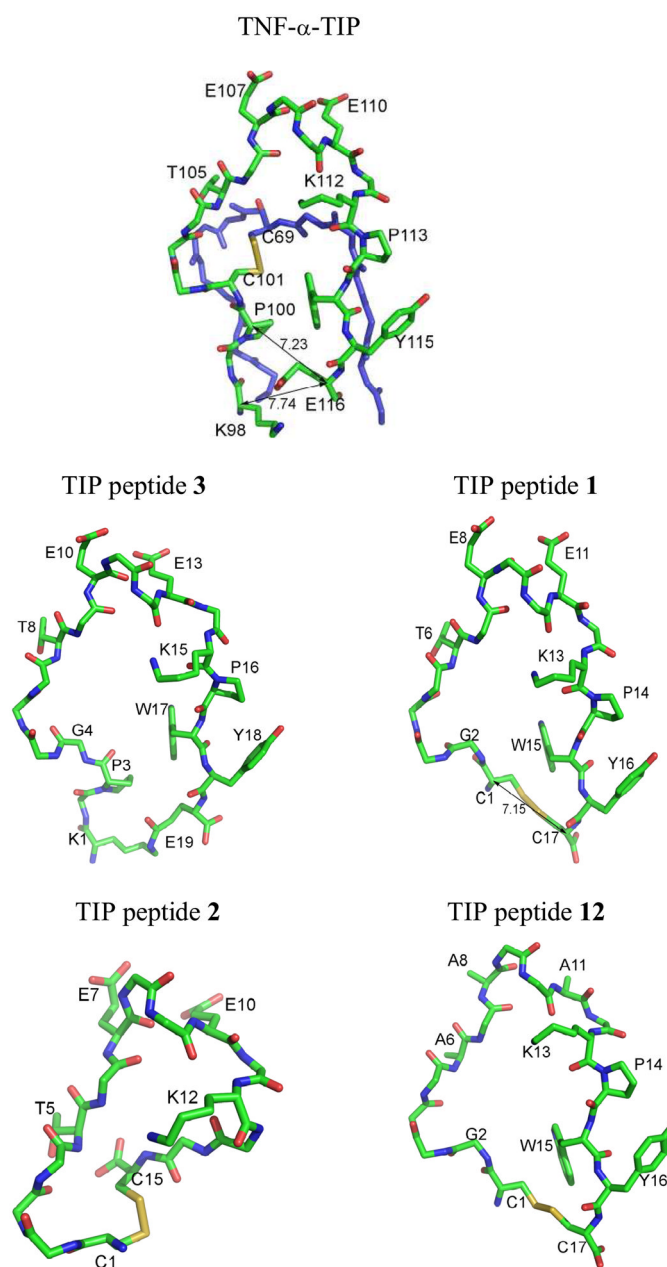 TNF-α-TIP
E107
E110
T105
K112
C69
P113
C101
P100
7.23
Y115
7.74
E116
K98
TIP peptide 3
TIP peptide 1
E10
E13
T8
K15
P16
W17
G4
Y18
P3
K1
E19
E8
E11
T6
K13
P14
G2
W15
Y16
C1
7.15
C17
TIP peptide 2
TIP peptide 12
E7
E10
T5
K12
C15
C1
A8
A11
A6
K13
P14
G2
W15
Y16
C1
C17